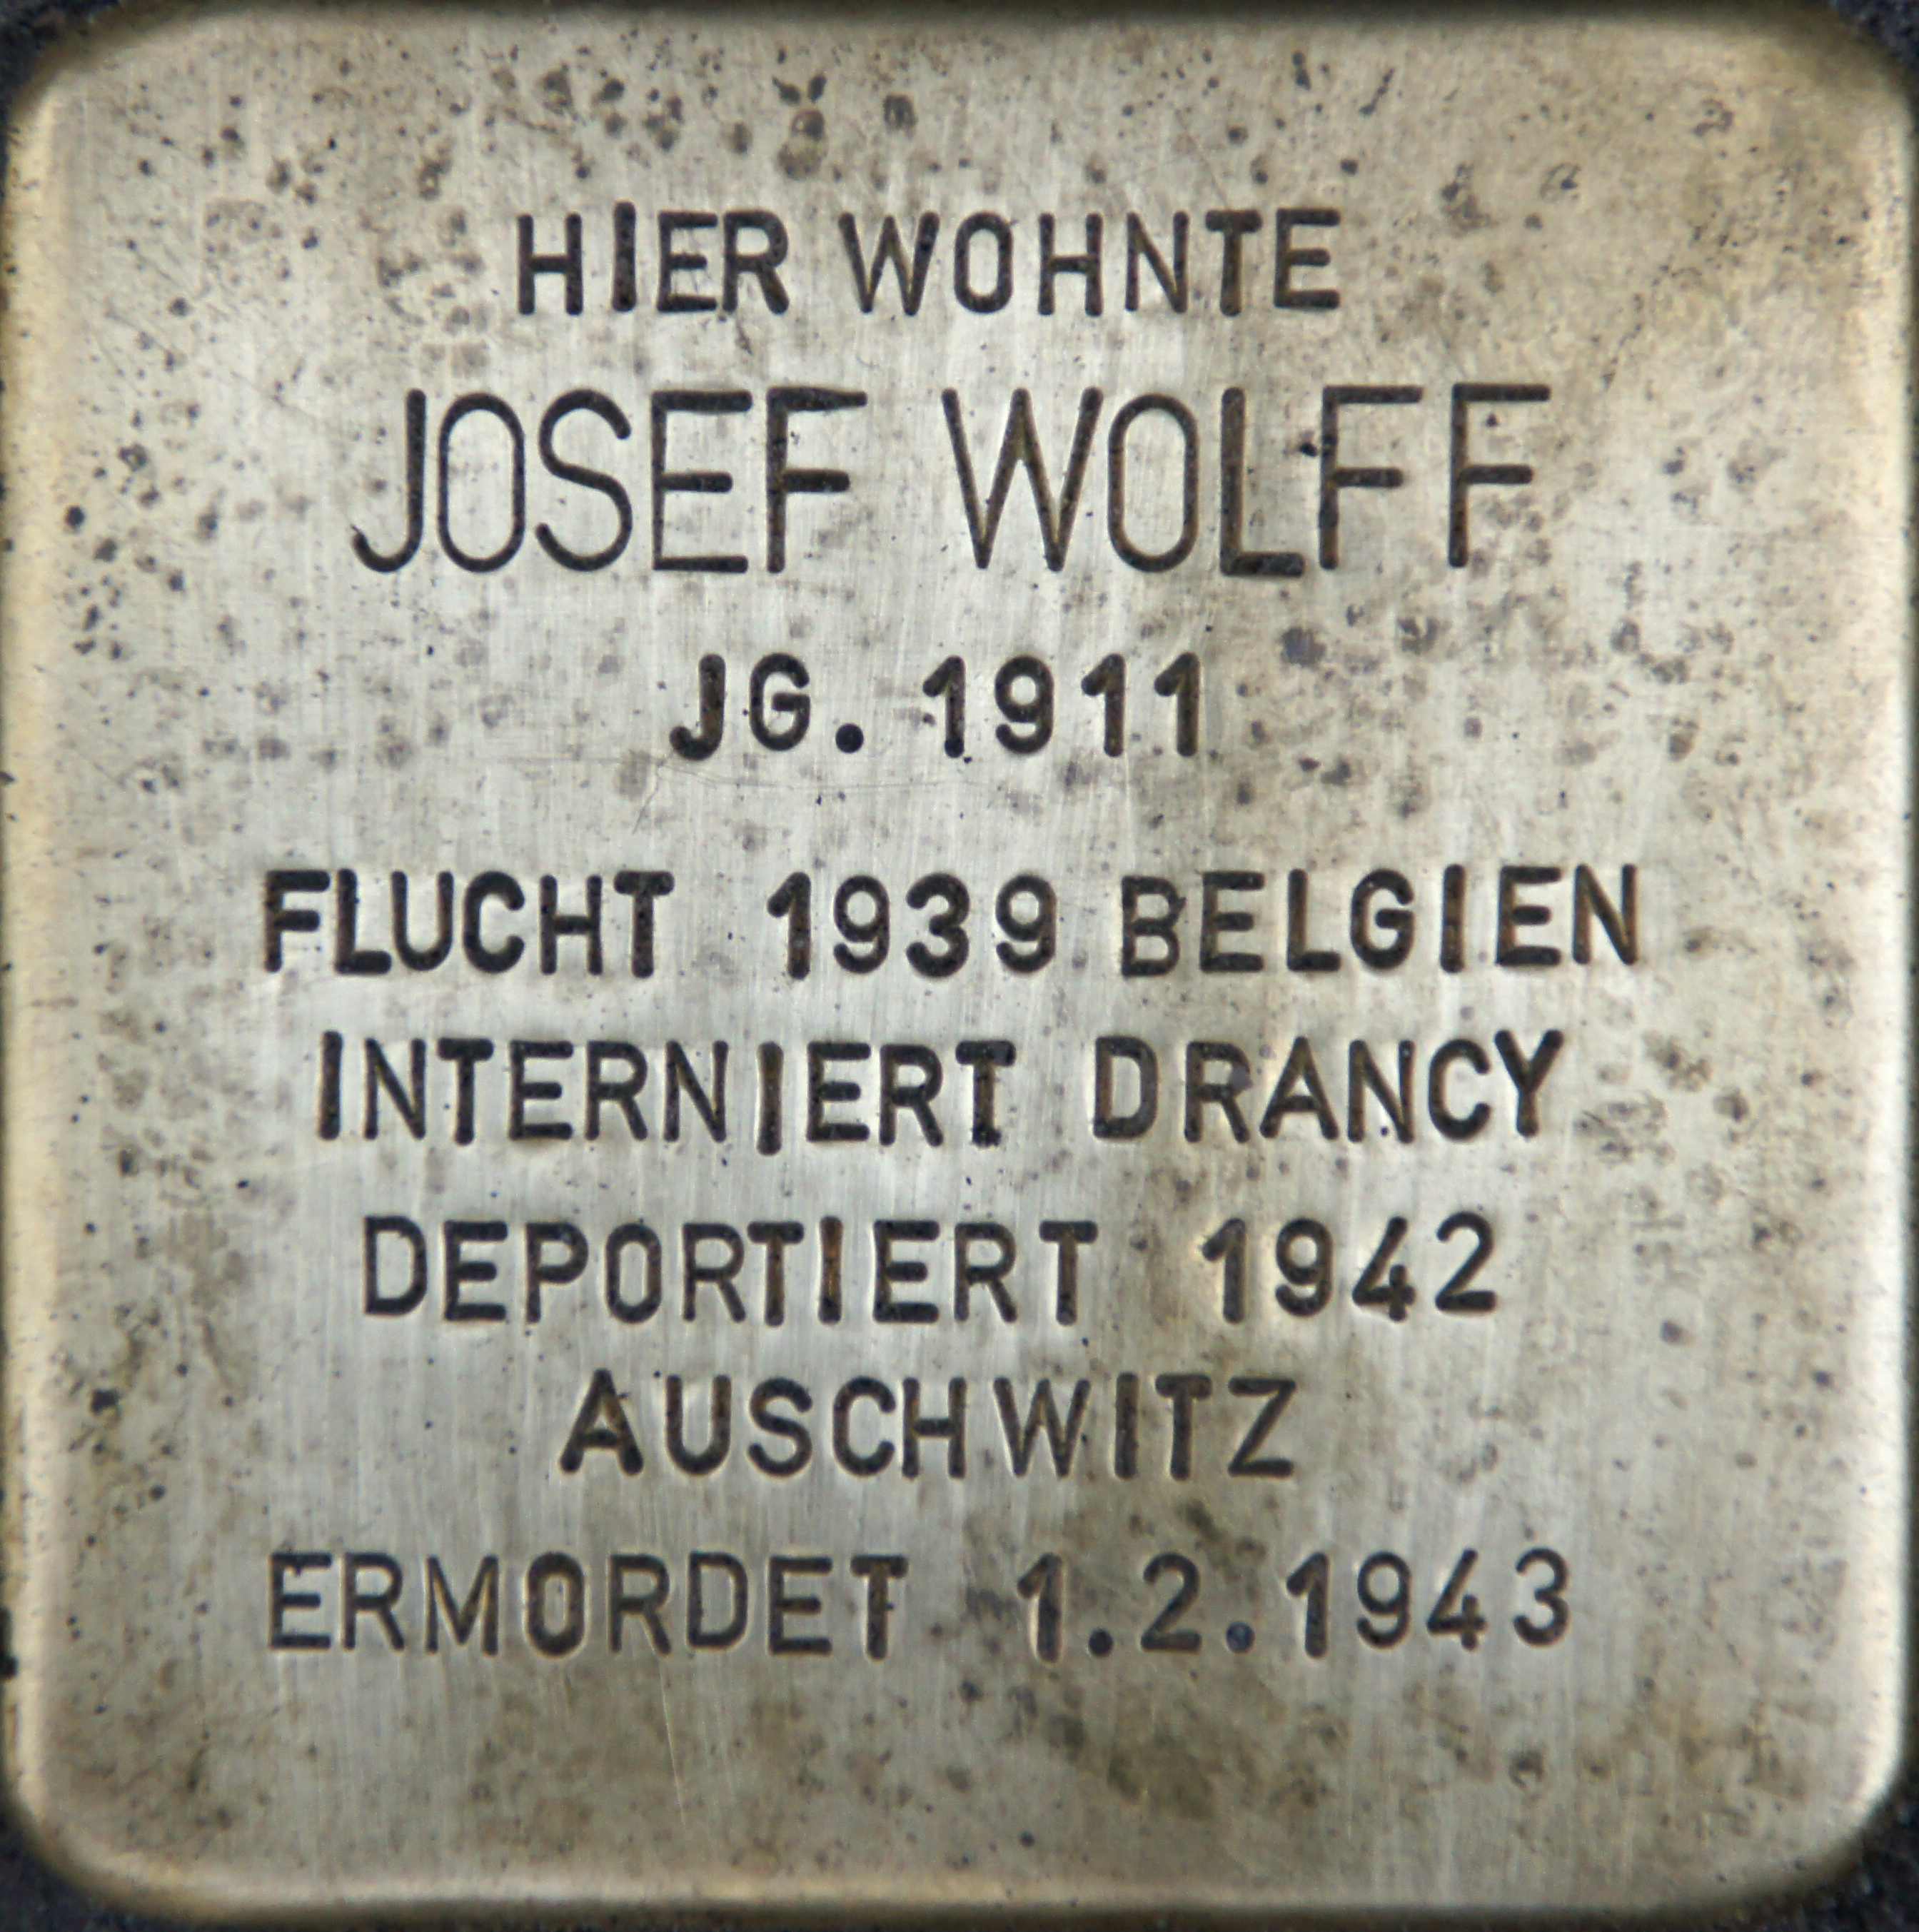 HIER WOHNTE
JOSEF WOLFF
JG. 1911
FLUCHT 1939 BELGIEN
INTERNIERT DRANCY
DEPORTIERT 1942
AUSCHWITZ
ERMORDET 1.2.1943